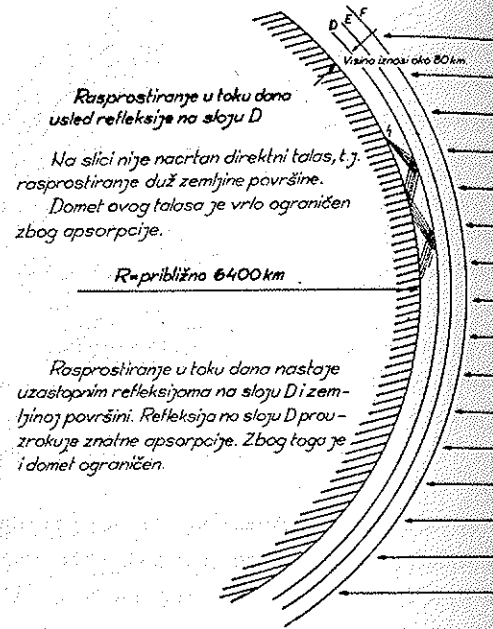 D E F
Visina iznosi oko 80 km
Rasprostiranje u toku dana
usled refleksije na sloju D
Na slici nije nacrtan direktni talas, t.j.
rasprostiranje duž zemljine površine.
Domet ovog talasa je vrlo ograničen
zbog apsorpcije.
R=približno 6400 km
Rasprostiranje u toku dana nastaje
uzastopnim refleksijama na sloju D i zem-
ljinoj površini. Refleksija na sloju D prou-
zrokuje znatne apsorpcije. Zbog toga je
i domet ograničen.